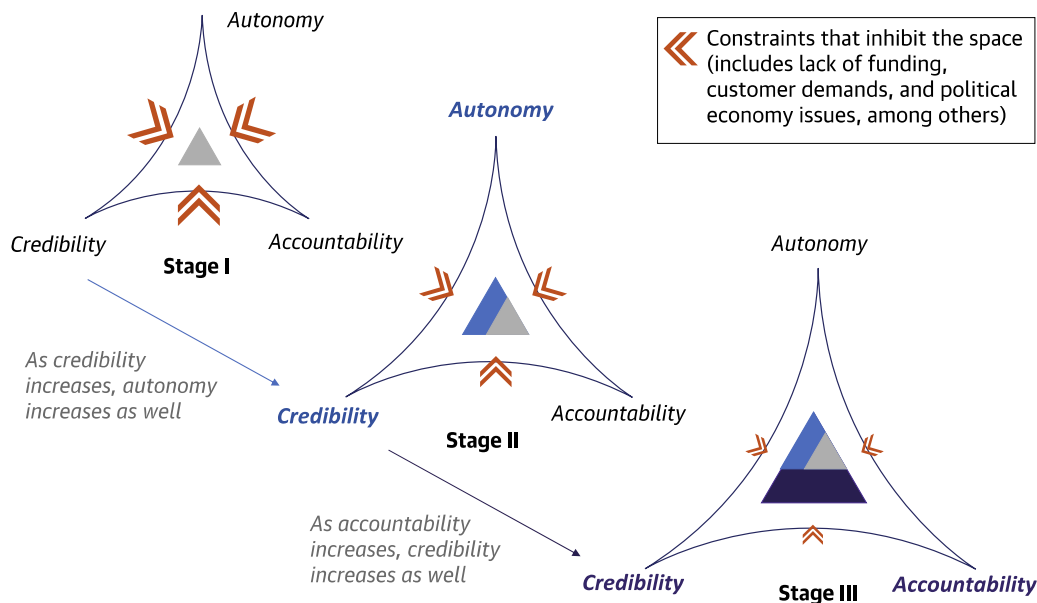 Autonomy
Constraints that inhibit the space
(includes lack of funding,
customer demands, and political
economy issues, among others)
Autonomy
Credibility
Accountability
Stage I
Autonomy
As credibility
increases, autonomy
increases as well
Credibility
Accountability
Stage II
As accountability
increases, credibility
increases as well
Credibility
Accountability
Stage III